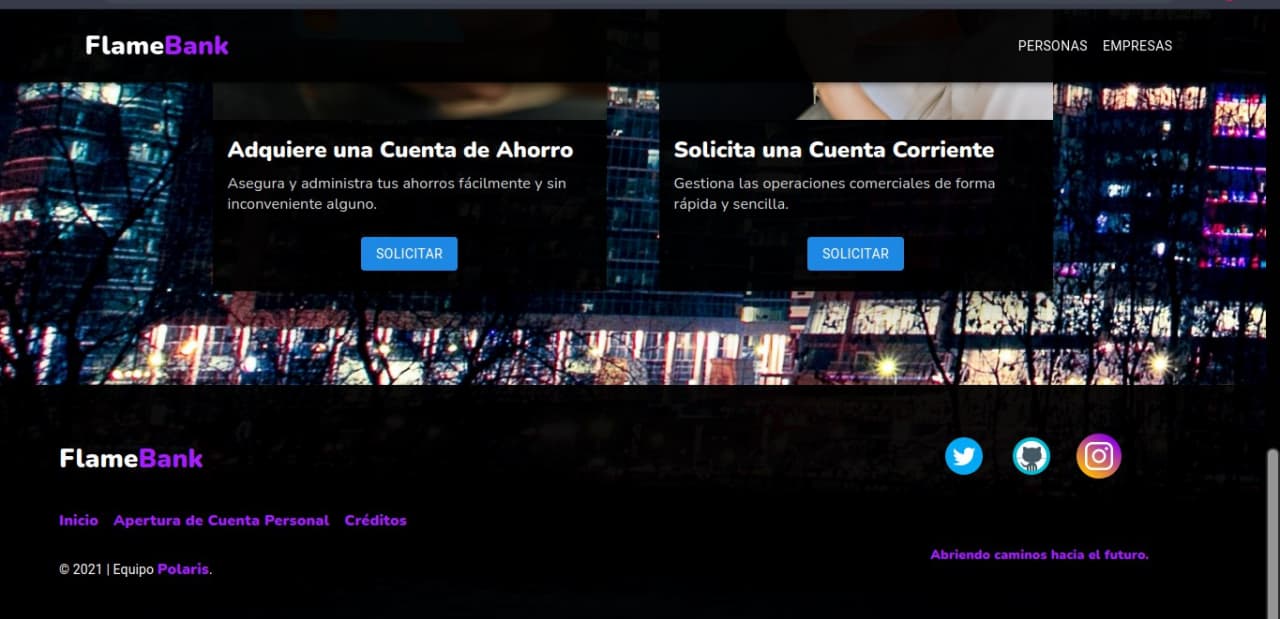 FlameBank
PERSONAS EMPRESAS
Adquiere una Cuenta de Ahorro
Asegura y administra tus ahorros fácilmente y sin
inconveniente alguno.
SOLICITAR
Solicita una Cuenta Corriente
Gestiona las operaciones comerciales de forma
rápida y sencilla.
SOLICITAR
FlameBank
Inicio Apertura de Cuenta Personal Créditos
© 2021 | Equipo Polaris.
Abriendo caminos hacia el futuro.